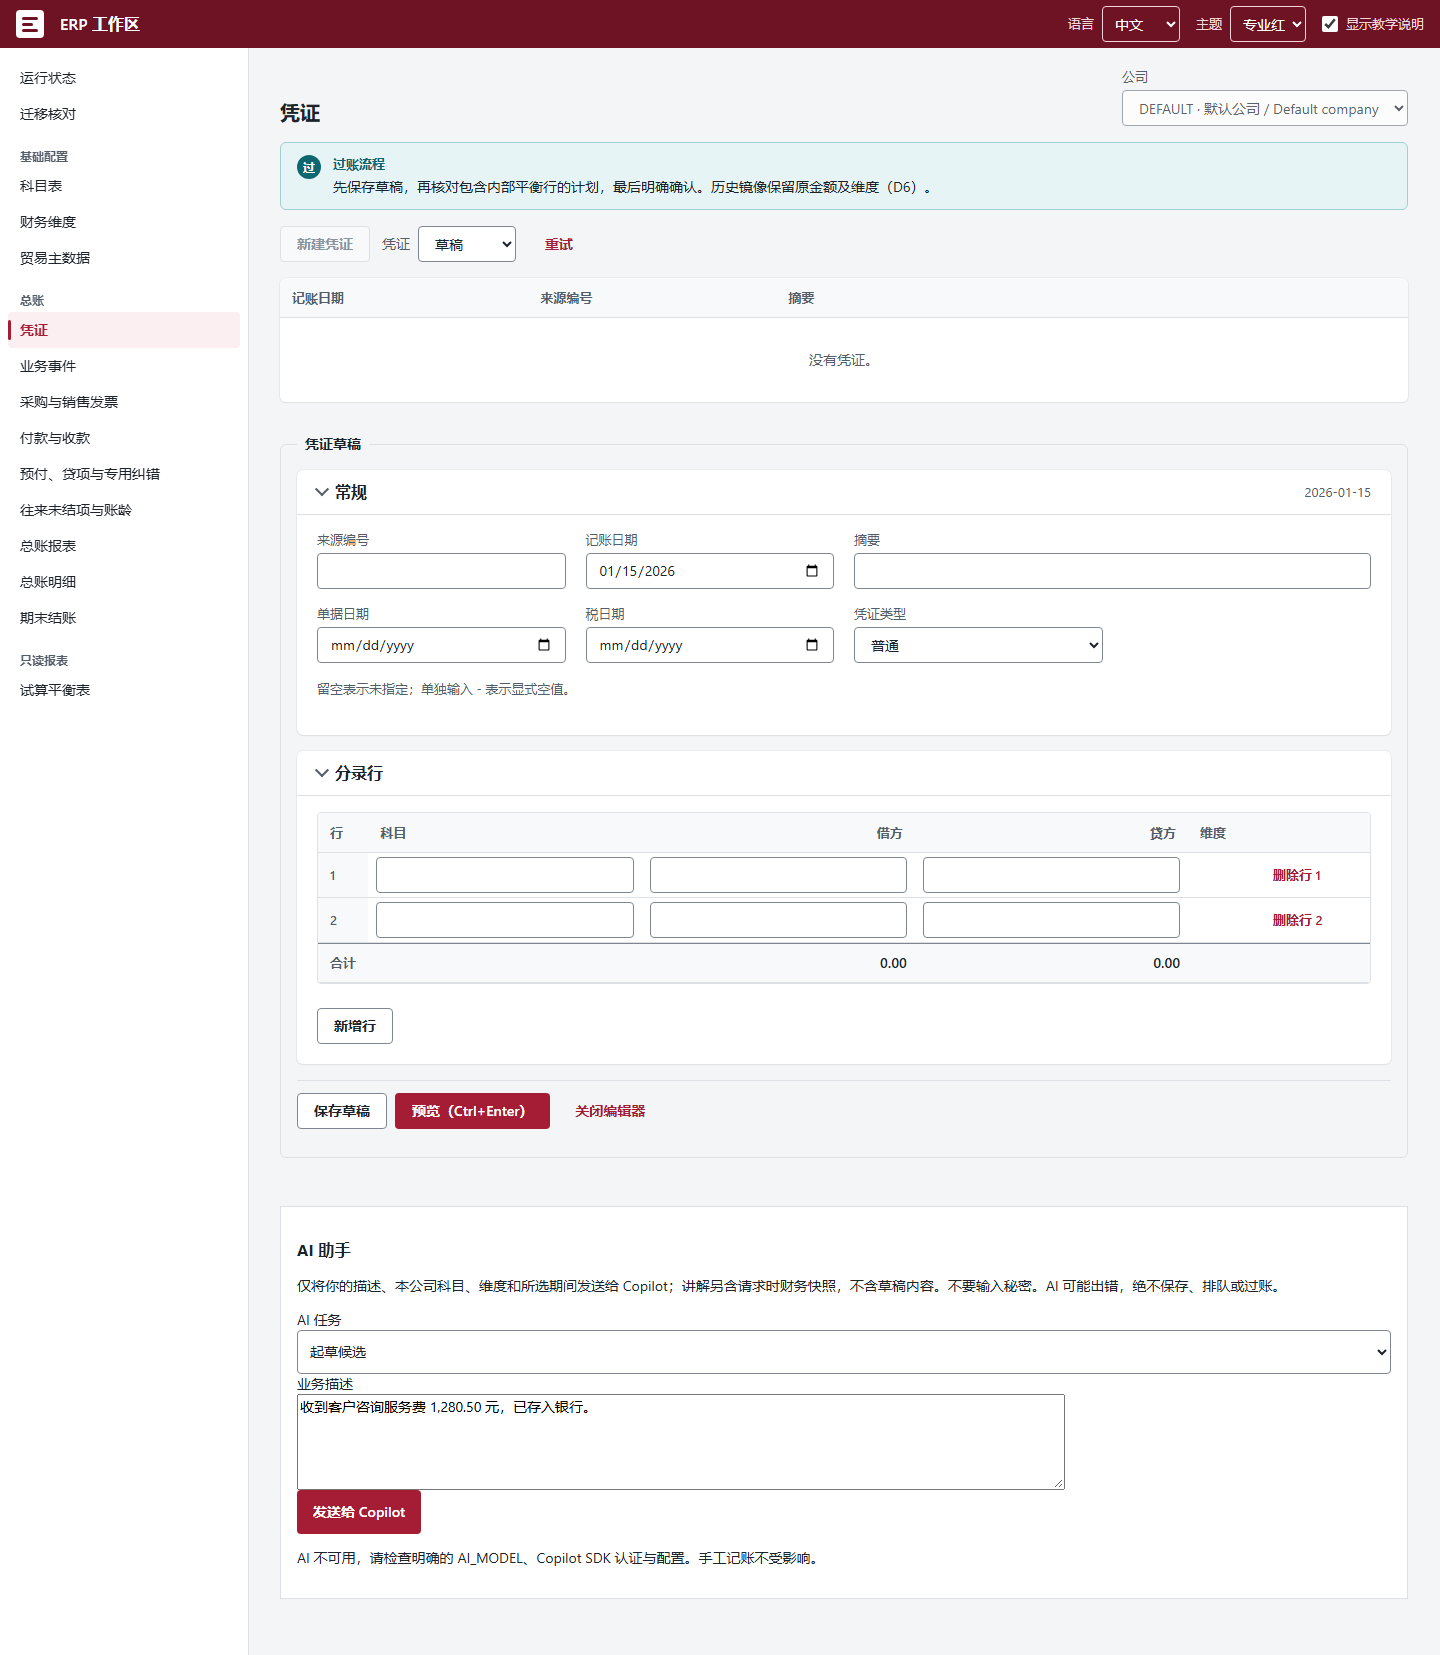 ERP 工作区
语言 中文 主题 专业红 显示教学说明
运行状态
迁移核对
基础配置
科目表
财务维度
贸易主数据
总账
凭证
业务事件
采购与销售发票
付款与收款
预付、贷项与专用纠错
往来未结项与账龄
总账报表
总账明细
期末结账
只读报表
试算平衡表
公司
凭证
DEFAULT · 默认公司 / Default company
过 过账流程
先保存草稿，再核对包含内部平衡行的计划，最后明确确认。历史镜像保留原金额及维度（D6）。
新建凭证 凭证 草稿 重试
记账日期 来源编号 摘要
没有凭证。
凭证草稿
常规 2026-01-15
来源编号 记账日期 摘要
01/15/2026
单据日期 税日期 凭证类型
mm/dd/yyyy mm/dd/yyyy 普通
留空表示未指定；单独输入 - 表示显式空值。
分录行
行 科目 借方 贷方 维度
1 删除行 1
2 删除行 2
合计 0.00 0.00
新增行
保存草稿 预览（Ctrl+Enter） 关闭编辑器
AI 助手
仅将你的描述、本公司科目、维度和所选期间发送给 Copilot；讲解另含请求时财务快照，不含草稿内容。不要输入秘密。AI 可能出错，绝不保存、排队或过账。
AI 任务
起草候选
业务描述
收到客户咨询服务费 1,280.50 元，已存入银行。
发送给 Copilot
AI 不可用，请检查明确的 AI_MODEL、Copilot SDK 认证与配置。手工记账不受影响。